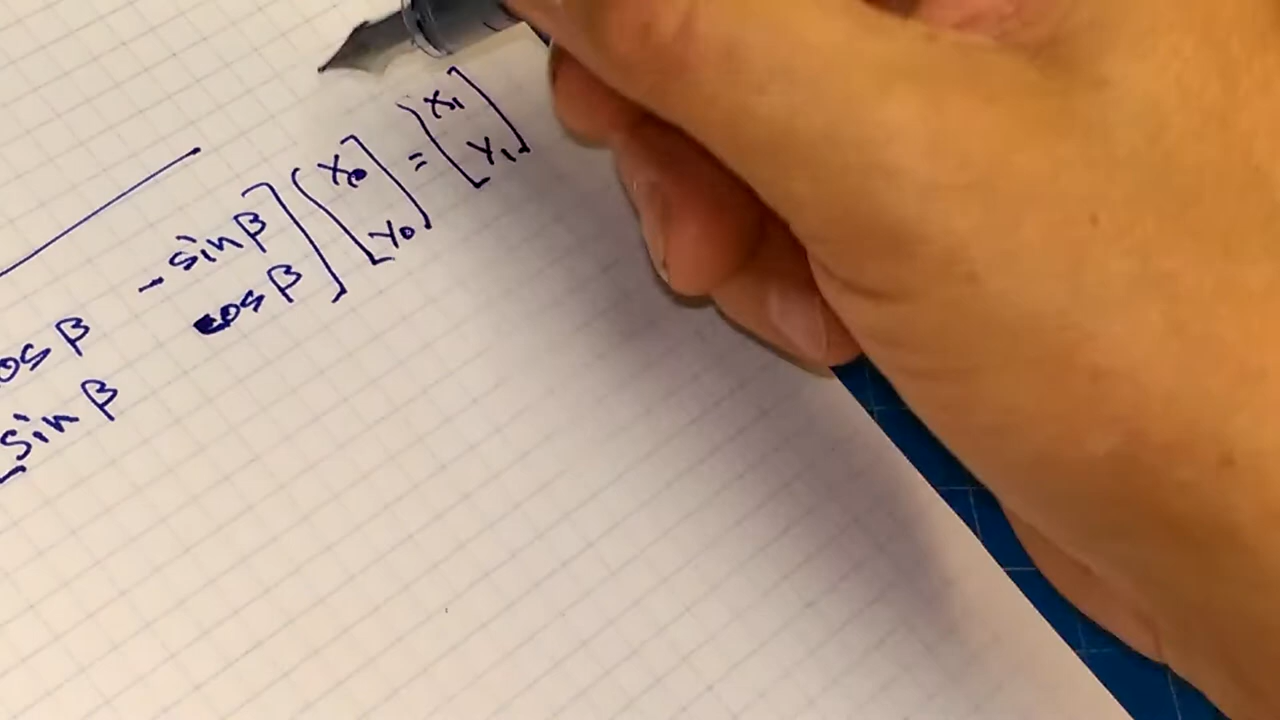 cos β - sin β] [x₀ = [x₁
sin β cos β] y₀] y₁]